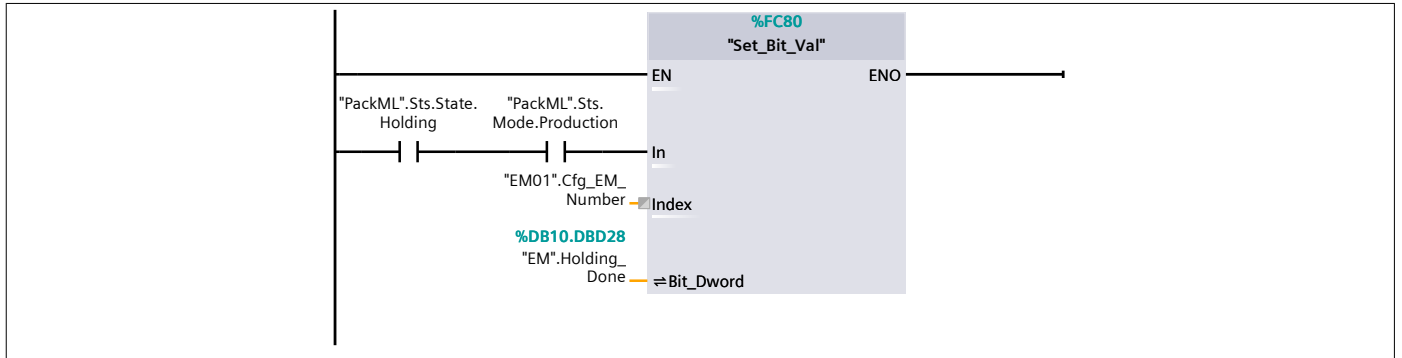 %FC80
"Set_Bit_Val"
EN
ENO
"PackML".Sts.State.
Holding
"PackML".Sts.
Mode.Production
In
"EM01".Cfg_EM_
Number
Index
%DB10.DBD28
"EM".Holding_
Done
⇌Bit_Dword